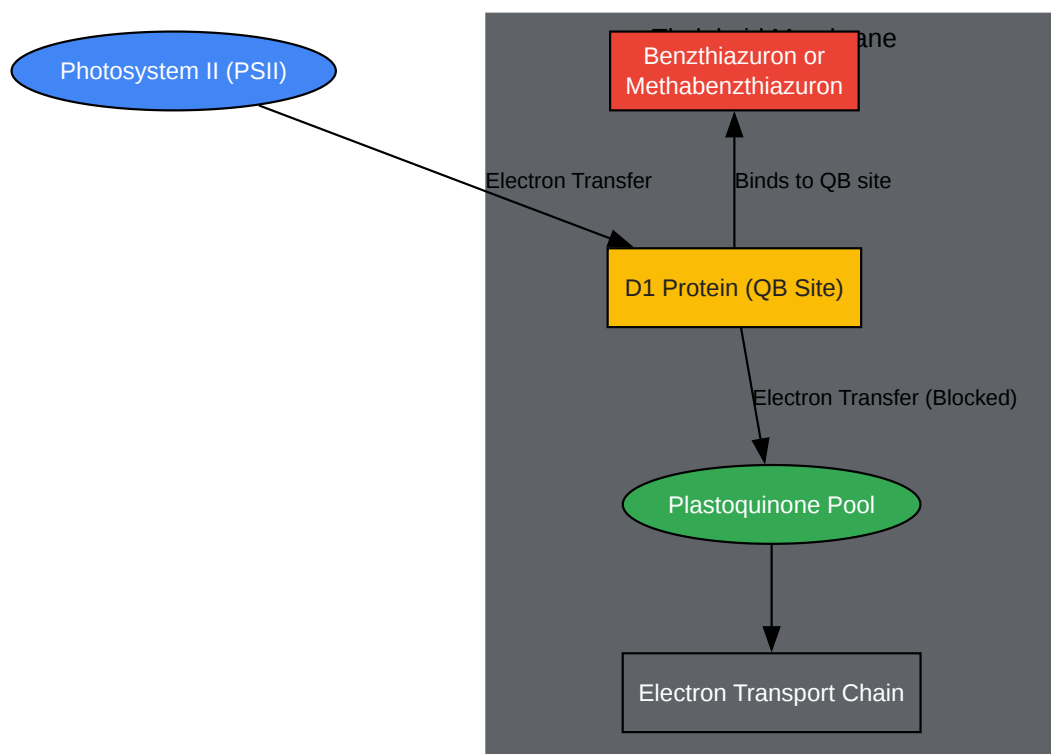 Photosystem II (PSII)
Benzthiazuron or
Methabenzthiazuron
Electron Transfer
Binds to QB site
D1 Protein (QB Site)
Electron Transfer (Blocked)
Plastoquinone Pool
Electron Transport Chain